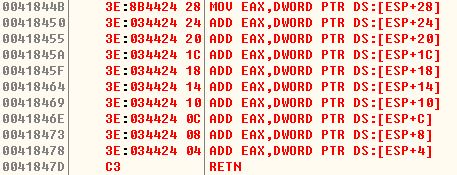 0041844B 3E:8B4424 28 MOV EAX,DWORD PTR DS:[ESP+28]
00418450 3E:034424 24 ADD EAX,DWORD PTR DS:[ESP+24]
00418455 3E:034424 20 ADD EAX,DWORD PTR DS:[ESP+20]
0041845A 3E:034424 1C ADD EAX,DWORD PTR DS:[ESP+1C]
0041845F 3E:034424 18 ADD EAX,DWORD PTR DS:[ESP+18]
00418464 3E:034424 14 ADD EAX,DWORD PTR DS:[ESP+14]
00418469 3E:034424 10 ADD EAX,DWORD PTR DS:[ESP+10]
0041846E 3E:034424 0C ADD EAX,DWORD PTR DS:[ESP+C]
00418473 3E:034424 08 ADD EAX,DWORD PTR DS:[ESP+8]
00418478 3E:034424 04 ADD EAX,DWORD PTR DS:[ESP+4]
0041847D C3 RETN